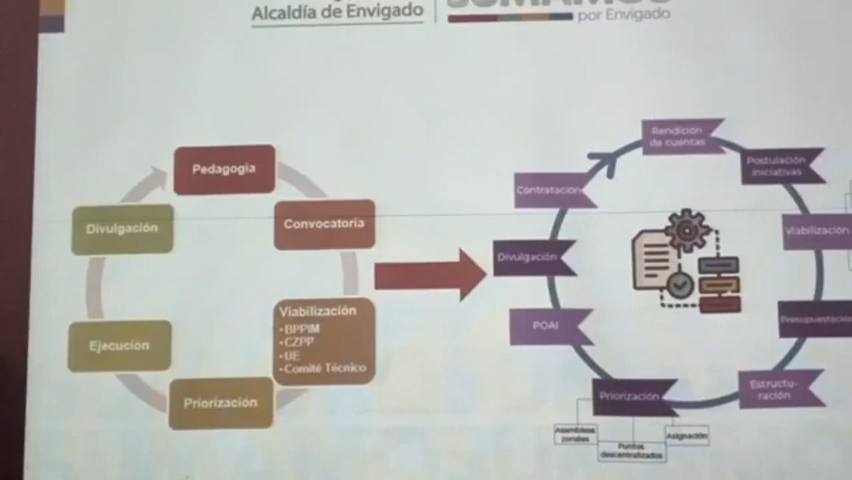 Alcaldía de Envigado
SUMAMOS
por Envigado
Pedagogía
Convocatoria
Viabilización
•BPPIM
•CZPP
•UE
•Comité Técnico
Priorización
Ejecución
Divulgación
Rendición
de cuentas
Postulación
iniciativas
Viabilización
Presupuestación
Estructu-
ración
Priorización
Asambleas
zonales
Puntos
descentralizados
Asignación
POAI
Divulgación
Contratación